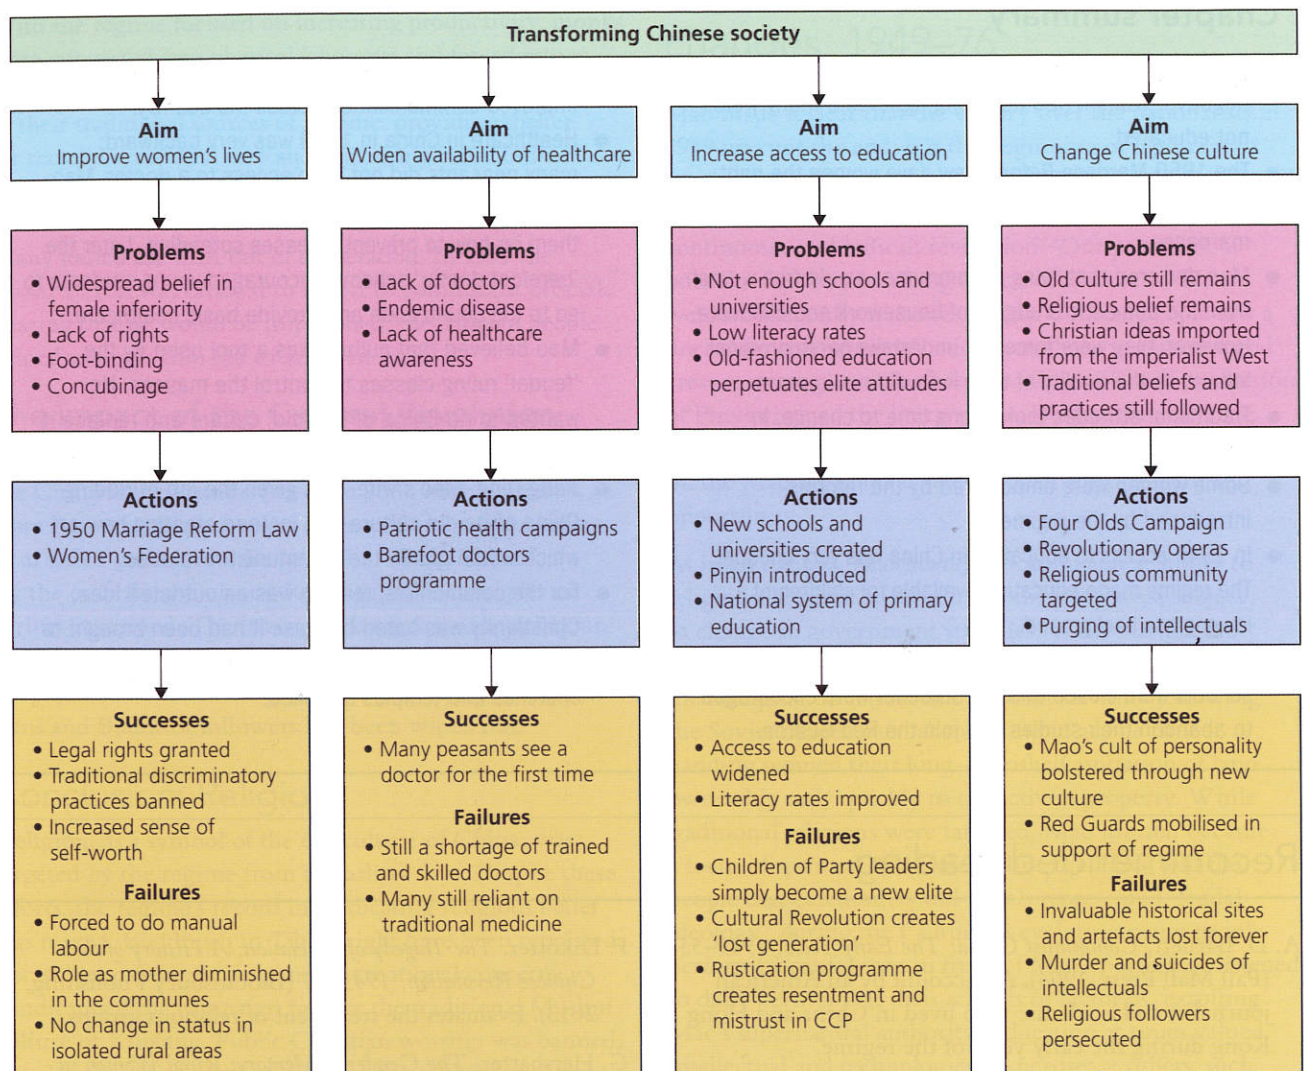 Transforming Chinese society
Aim
Improve women's lives
Problems
• Widespread belief in
female inferiority
• Lack of rights
• Foot-binding
• Concubinage
Actions
• 1950 Marriage Reform Law
• Women's Federation
Successes
• Legal rights granted
• Traditional discriminatory
practices banned
• Increased sense of
self-worth
Failures
• Forced to do manual
labour
• Role as mother diminished
in the communes
• No change in status in
isolated rural areas
Aim
Widen availability of healthcare
Problems
• Lack of doctors
• Endemic disease
• Lack of healthcare
awareness
Actions
• Patriotic health campaigns
• Barefoot doctors
programme
Successes
• Many peasants see a
doctor for the first time
Failures
• Still a shortage of trained
and skilled doctors
• Many still reliant on
traditional medicine
Aim
Increase access to education
Problems
• Not enough schools and
universities
• Low literacy rates
• Old-fashioned education
perpetuates elite attitudes
Actions
• New schools and
universities created
• Pinyin introduced
• National system of primary
education
Successes
• Access to education
widened
• Literacy rates improved
Failures
• Children of Party leaders
simply become a new elite
• Cultural Revolution creates
'lost generation'
• Rustication programme
creates resentment and
mistrust in CCP
Aim
Change Chinese culture
Problems
• Old culture still remains
• Religious belief remains
• Christian ideas imported
from the imperialist West
• Traditional beliefs and
practices still followed
Actions
• Four Olds Campaign
• Revolutionary operas
• Religious community
targeted
• Purging of intellectuals
Successes
• Mao's cult of personality
bolstered through new
culture
• Red Guards mobilised in
support of regime
Failures
• Invaluable historical sites
and artefacts lost forever
• Murder and suicides of
intellectuals
• Religious followers
persecuted